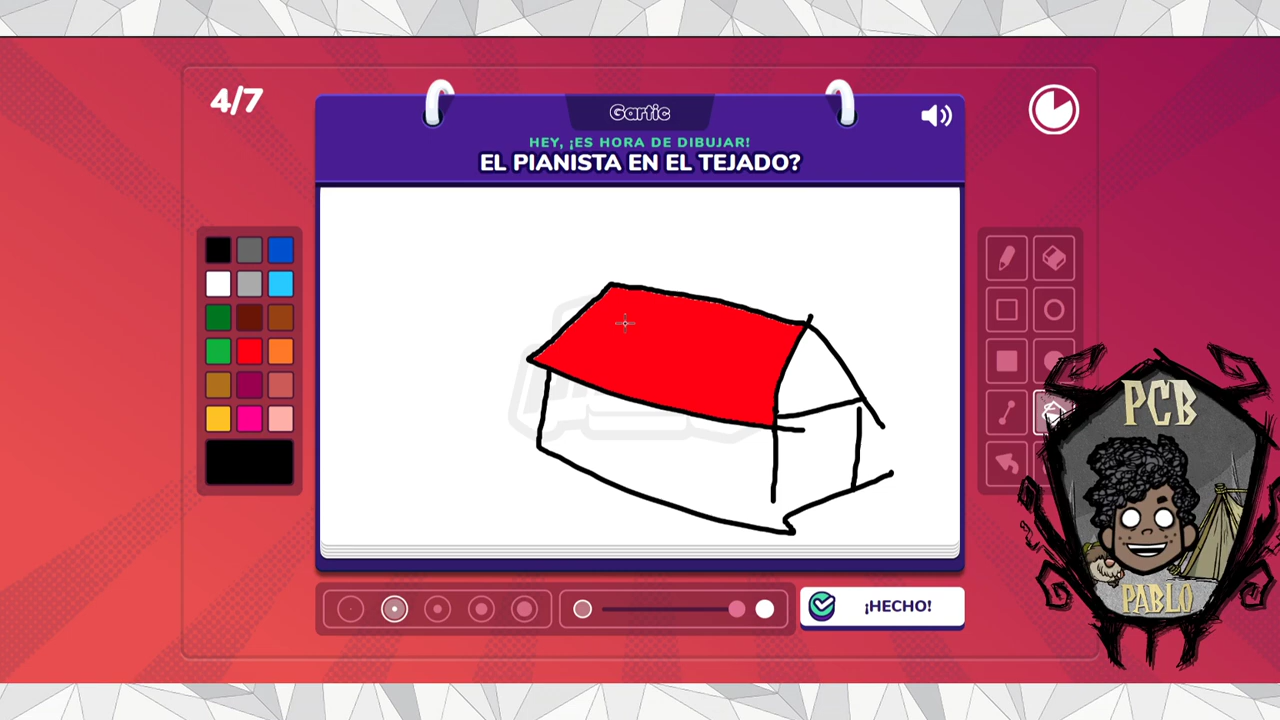 4/7
Gartic
HEY, ¡ES HORA DE DIBUJAR!
EL PIANISTA EN EL TEJADO?
PCB
PABLO
¡HECHO!